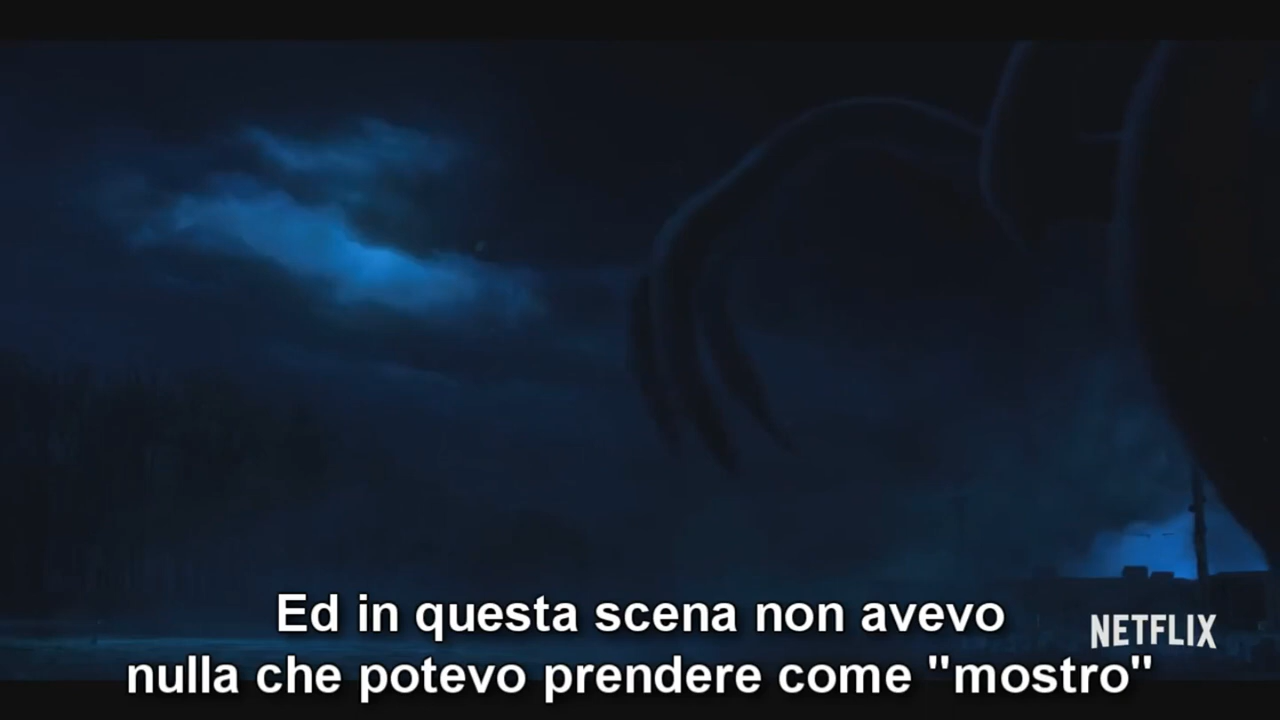 Ed in questa scena non avevo
nulla che potevo prendere come "mostro"
NETFLIX